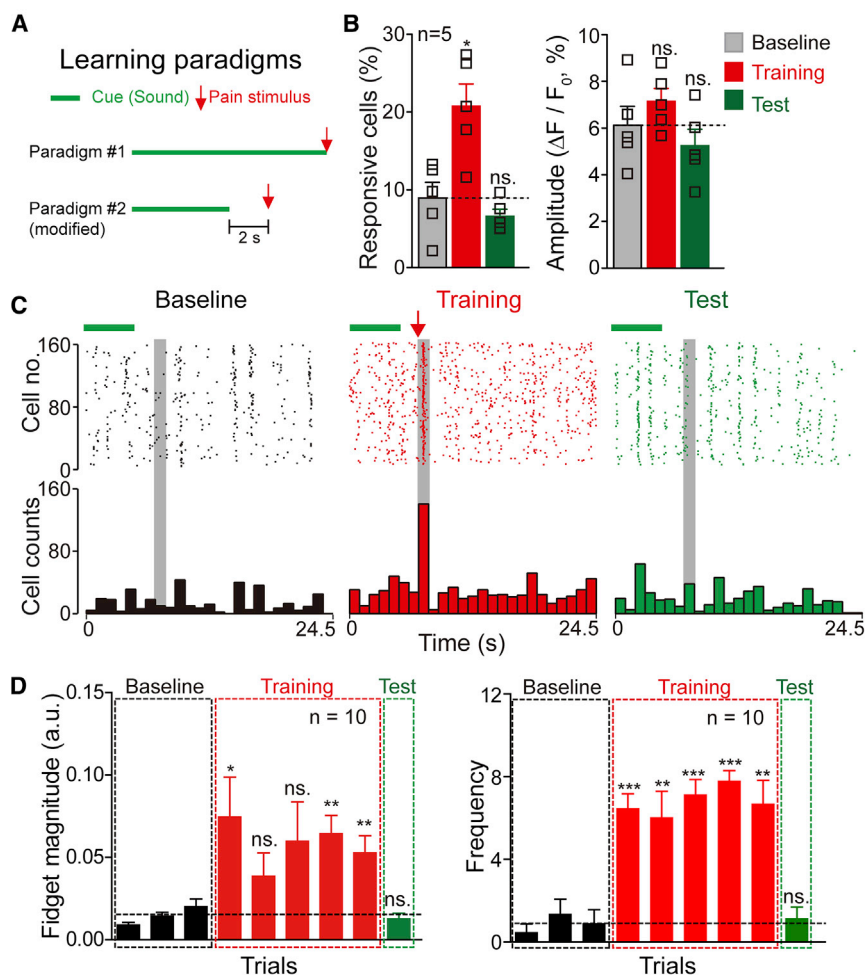 A
Learning paradigms
Cue (Sound) Pain stimulus
Paradigm #1
Paradigm #2
(modified)
2 s
B
n=5
Responsive cells (%)
30
20
10
0
*
ns.
Amplitude (ΔF / F₀, %)
10
8
6
4
2
0
ns.
ns.
Baseline
Training
Test
C
Baseline
Training
Test
Cell no.
160
80
0
Cell counts
160
80
0
0
24.5
0
24.5
0
24.5
Time (s)
D
Baseline
Training
Test
n = 10
Fidget magnitude (a.u.)
0.15
0.10
0.05
0.00
*
ns.
ns.
**
**
ns.
Trials
Baseline
Training
Test
n = 10
Frequency
12
8
4
0
***
**
***
***
**
ns.
Trials